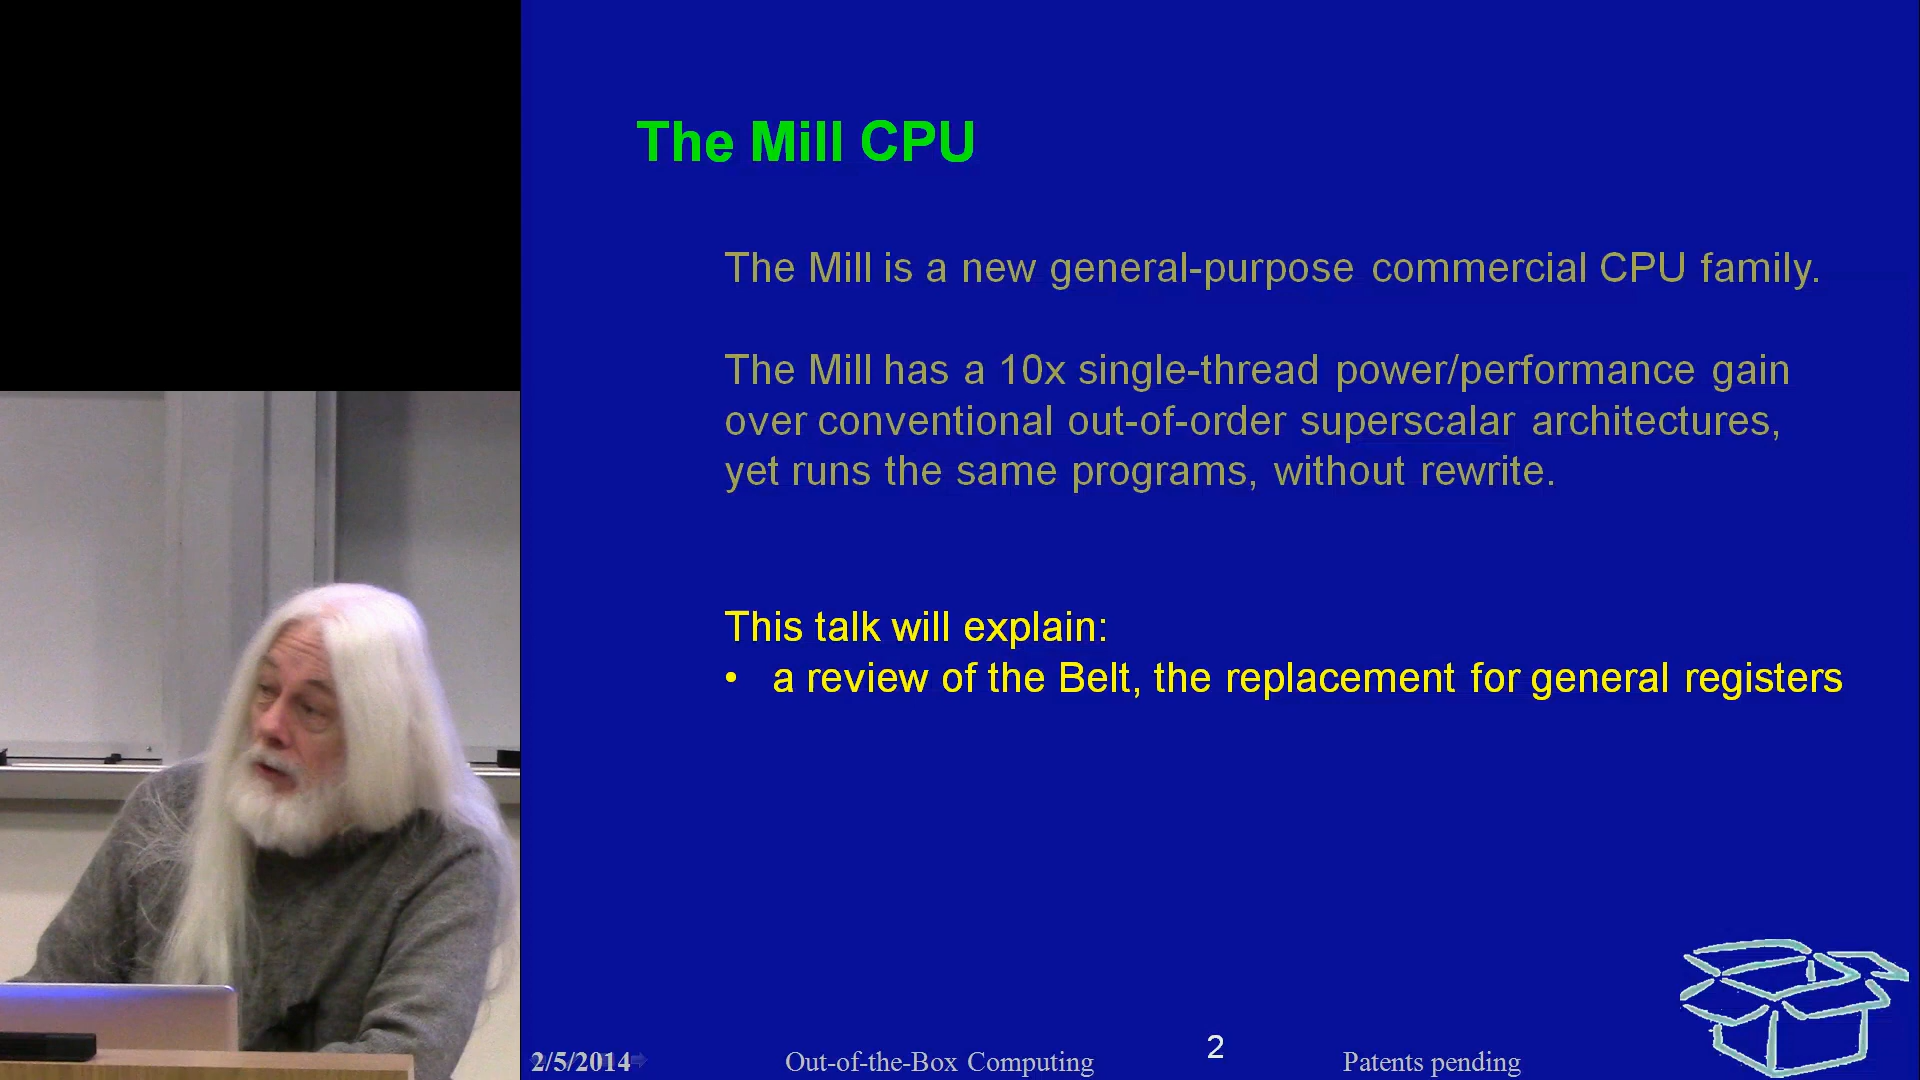 The Mill CPU
The Mill is a new general-purpose commercial CPU family.
The Mill has a 10x single-thread power/performance gain
over conventional out-of-order superscalar architectures,
yet runs the same programs, without rewrite.
This talk will explain:
• a review of the Belt, the replacement for general registers
2/5/2014
Out-of-the-Box Computing
2
Patents pending